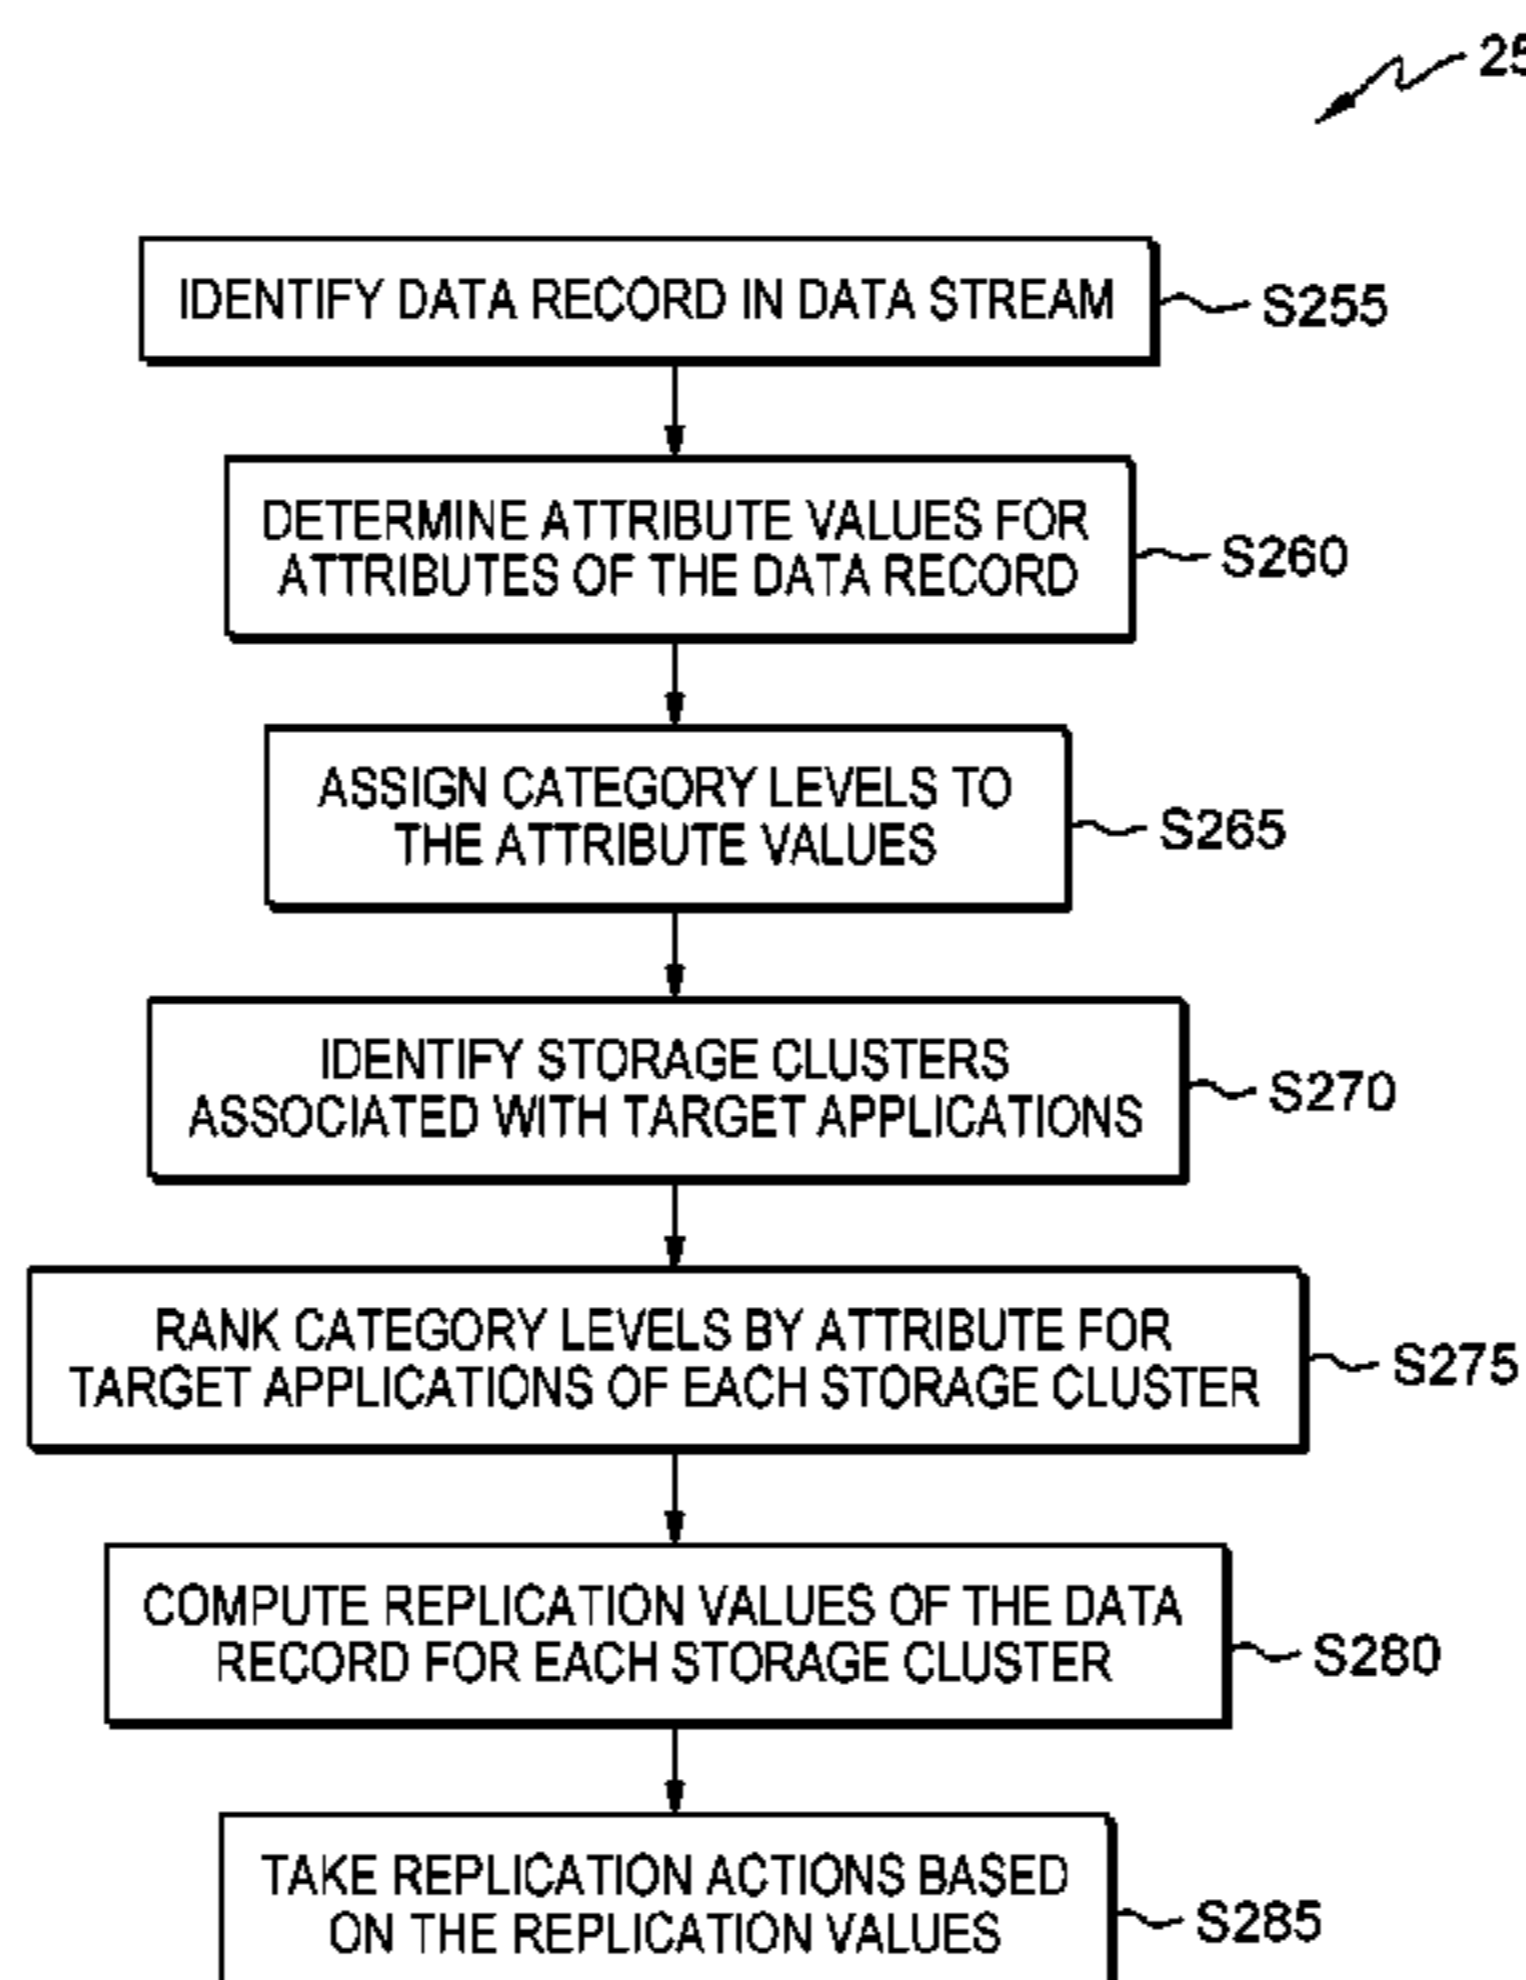 25
IDENTIFY DATA RECORD IN DATA STREAM
S255
DETERMINE ATTRIBUTE VALUES FOR
ATTRIBUTES OF THE DATA RECORD
S260
ASSIGN CATEGORY LEVELS TO
THE ATTRIBUTE VALUES
S265
IDENTIFY STORAGE CLUSTERS
ASSOCIATED WITH TARGET APPLICATIONS
S270
RANK CATEGORY LEVELS BY ATTRIBUTE FOR
TARGET APPLICATIONS OF EACH STORAGE CLUSTER
S275
COMPUTE REPLICATION VALUES OF THE DATA
RECORD FOR EACH STORAGE CLUSTER
S280
TAKE REPLICATION ACTIONS BASED
ON THE REPLICATION VALUES
S285